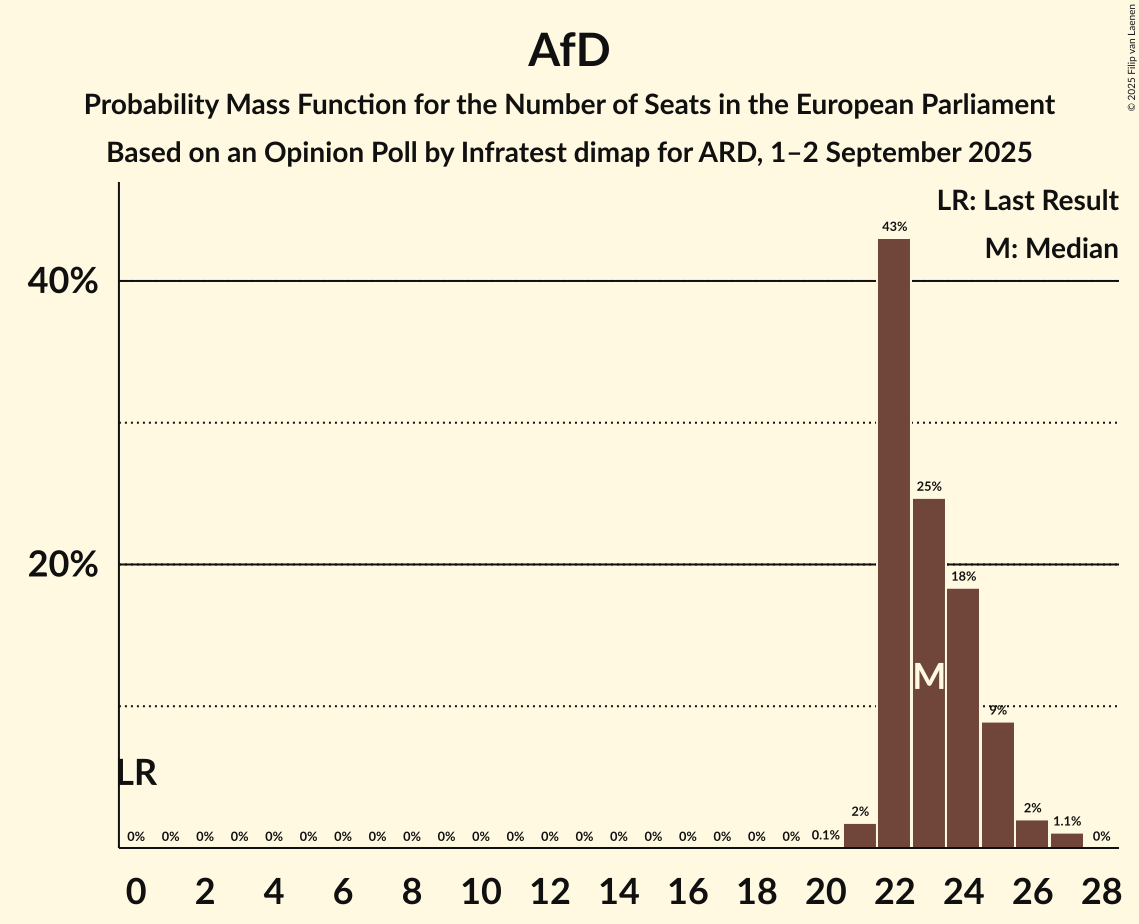 AfD
Probability Mass Function for the Number of Seats in the European Parliament
Based on an Opinion Poll by Infratest dimap for ARD, 1–2 September 2025
© 2025 Filip van Laenen
LR: Last Result
M: Median
43%
40%
25%
20%
18%
M
9%
LR
0% 0% 0% 0% 0% 0% 0% 0% 0% 0% 0% 0% 0% 0% 0% 0% 0% 0% 0% 0% 0.1% 2% 2% 1.1% 0%
0 2 4 6 8 10 12 14 16 18 20 22 24 26 28